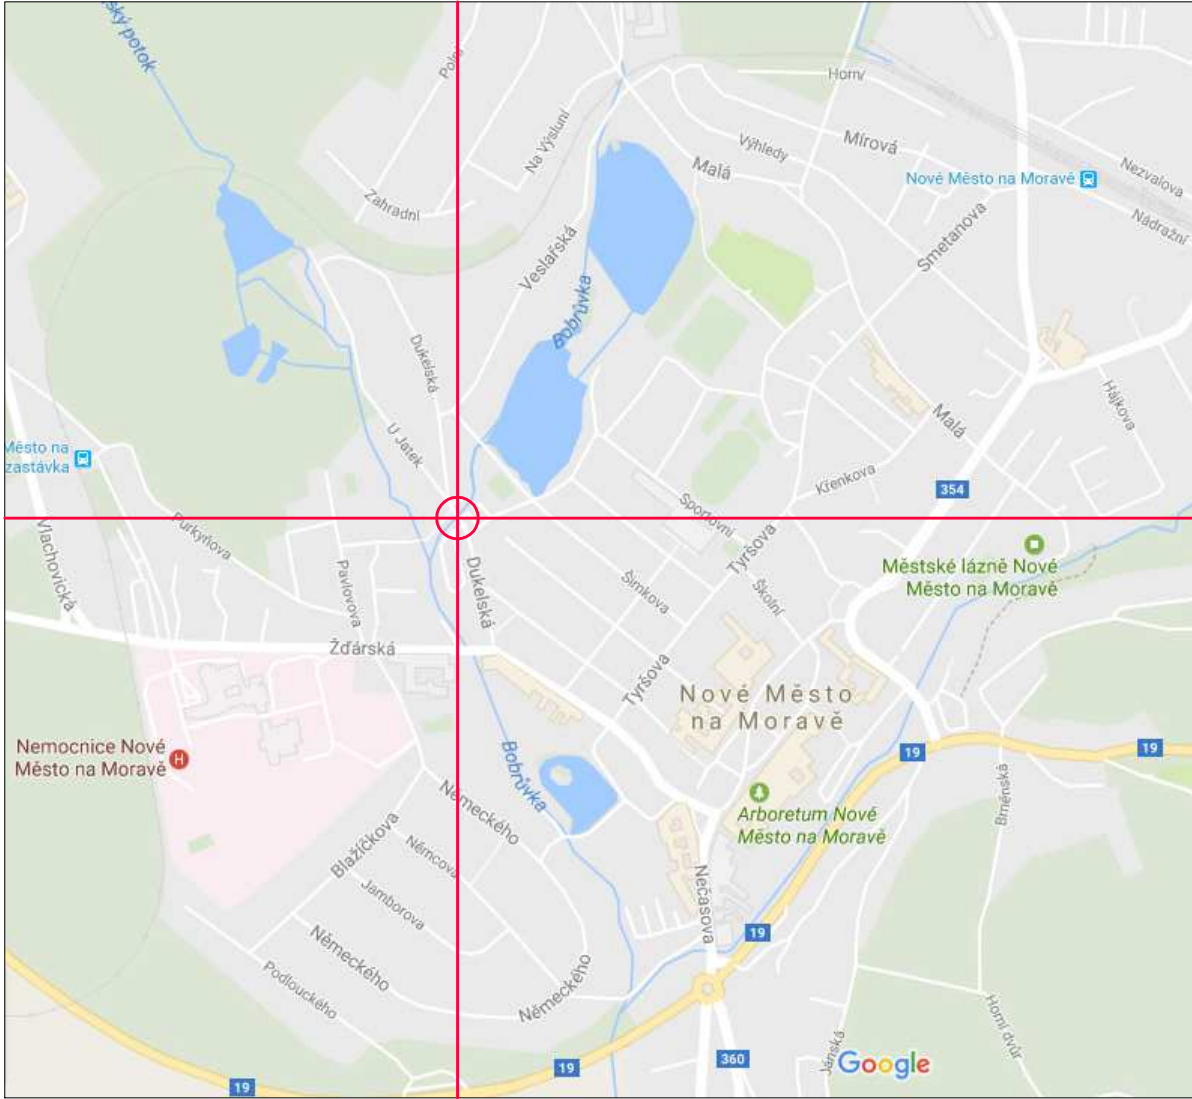 ský potok
Polní
Horní
Na Výsluní
Výhledy
Mírová
Malá
Nezvalova
Nové Město na Moravě
Zahradní
Nádražní
Smetanova
Veslařská
Bobrůvka
Dukelská
Hájkova
Malá
U Jatek
Město na
zastávka
Křenkova
354
Sportovní
Purkyňova
Vlachovická
Tyršova
Městské lázně Nové
Město na Moravě
Pavlovova
Dukelská
Šimkova
Školní
Žďárská
Tyršova
Nové Město
na Moravě
Nemocnice Nové
Město na Moravě
H
19
19
Bobrůvka
Brněnská
Arboretum Nové
Město na Moravě
Německého
Blažíčkova
Němcova
Jamborova
Nečasova
19
Německého
Podlouckého
Německého
Horní dvůr
Jánská
360
19
19
Google